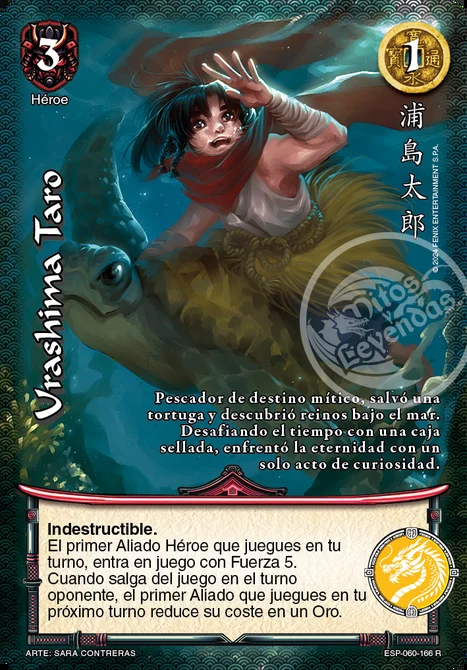 3
1
Héroe
Urashima Taro
浦島太郎
© 2024 FENIX ENTERTAINMENT S.P.A.
Mitos y Leyendas
Pescador de destino mítico, salvó una
tortuga y descubrió reinos bajo el mar.
Desafiando el tiempo con una caja
sellada, enfrentó la eternidad con un
solo acto de curiosidad.
Indestructible.
El primer Aliado Héroe que juegues en tu
turno, entra en juego con Fuerza 5.
Cuando salga del juego en el turno
oponente, el primer Aliado que juegues en tu
próximo turno reduce su coste en un Oro.
ARTE: SARA CONTRERAS
ESP-060-166 R